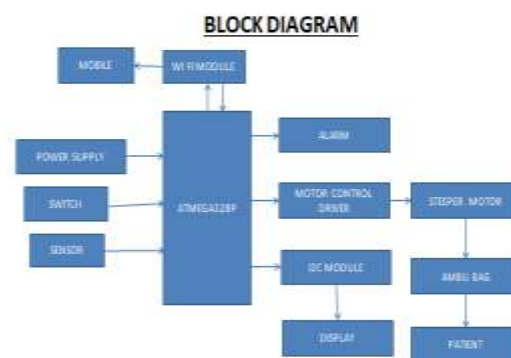 BLOCK DIAGRAM
MOBILE
WI FI MODULE
ALARM
POWER SUPPLY
MOTOR CONTROL
DRIVER
STEEPER MOTOR
SWITCH
ATMEGA328P
SENSOR
I2C MODULE
AMBU BAG
DISPLAY
PATIENT